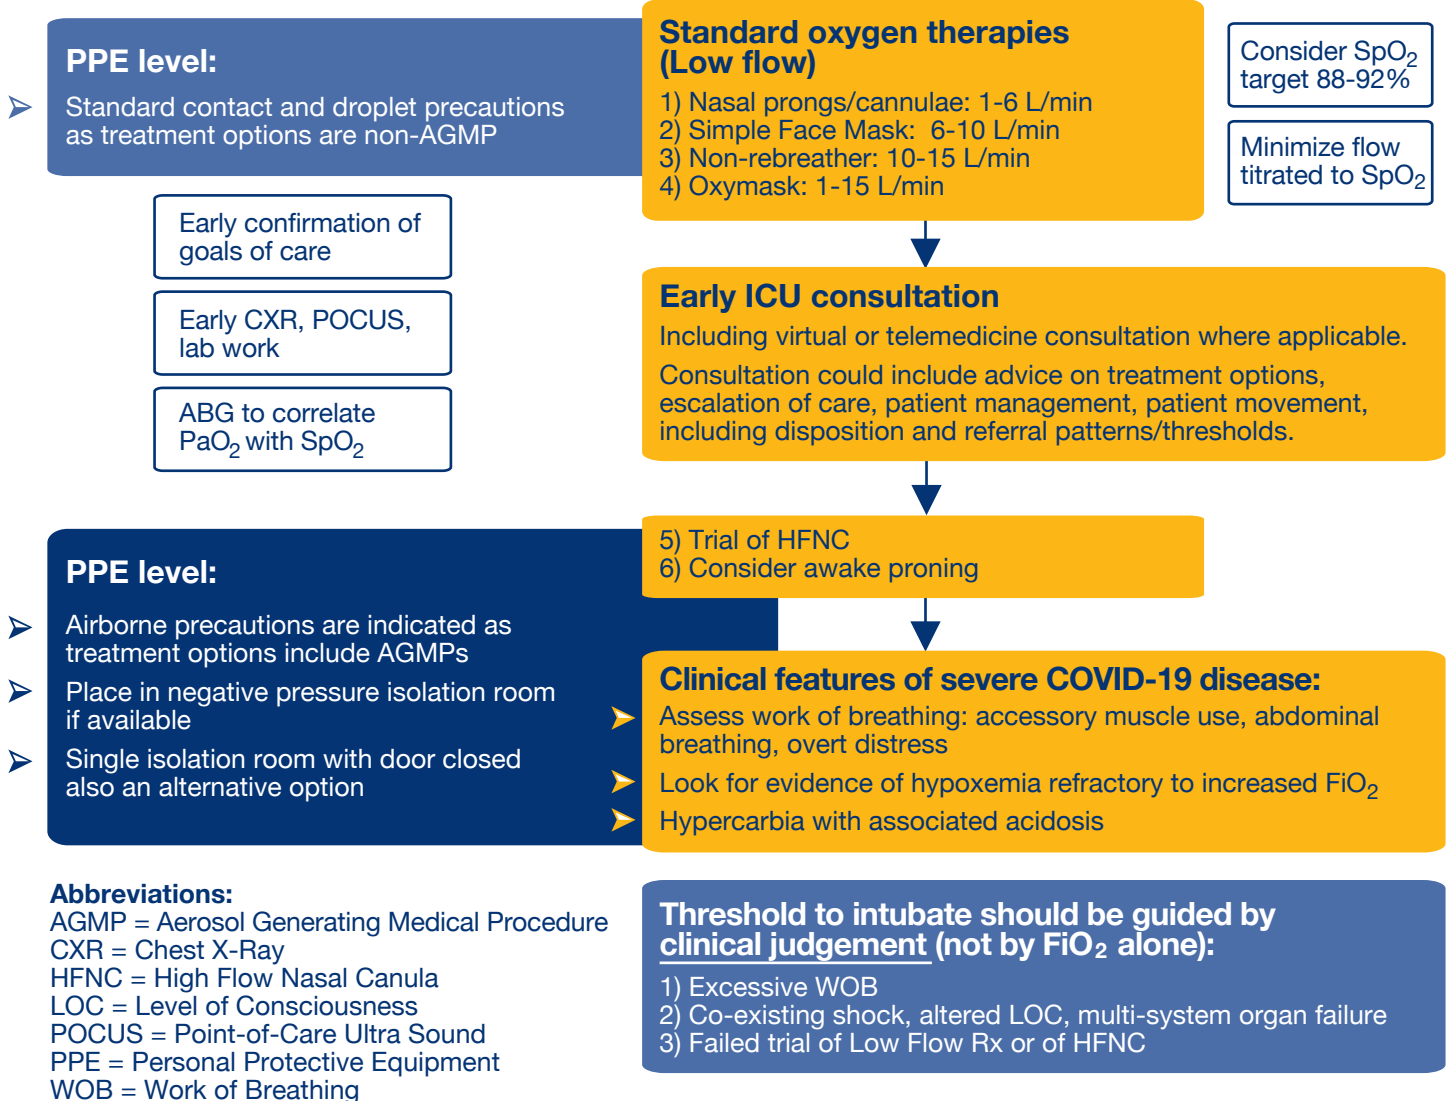 PPE level:
Standard contact and droplet precautions
as treatment options are non-AGMP
Standard oxygen therapies
(Low flow)
1) Nasal prongs/cannulae: 1-6 L/min
2) Simple Face Mask:  6-10 L/min
3) Non-rebreather: 10-15 L/min
4) Oxymask: 1-15 L/min
Consider SpO2
target 88-92%
Minimize flow
titrated to SpO2
Early confirmation of
goals of care
Early CXR, POCUS,
lab work
ABG to correlate
PaO2 with SpO2
Early ICU consultation
Including virtual or telemedicine consultation where applicable.
Consultation could include advice on treatment options,
escalation of care, patient management, patient movement,
including disposition and referral patterns/thresholds.
5) Trial of HFNC
6) Consider awake proning
PPE level:
Airborne precautions are indicated as
treatment options include AGMPs
Place in negative pressure isolation room
if available
Single isolation room with door closed
also an alternative option
Clinical features of severe COVID-19 disease:
Assess work of breathing: accessory muscle use, abdominal
breathing, overt distress
Look for evidence of hypoxemia refractory to increased FiO2
Hypercarbia with associated acidosis
Abbreviations:
AGMP = Aerosol Generating Medical Procedure
CXR = Chest X-Ray
HFNC = High Flow Nasal Canula
LOC = Level of Consciousness
POCUS = Point-of-Care Ultra Sound
PPE = Personal Protective Equipment
WOB = Work of Breathing
Threshold to intubate should be guided by
clinical judgement (not by FiO2 alone):
1) Excessive WOB
2) Co-existing shock, altered LOC, multi-system organ failure
3) Failed trial of Low Flow Rx or of HFNC